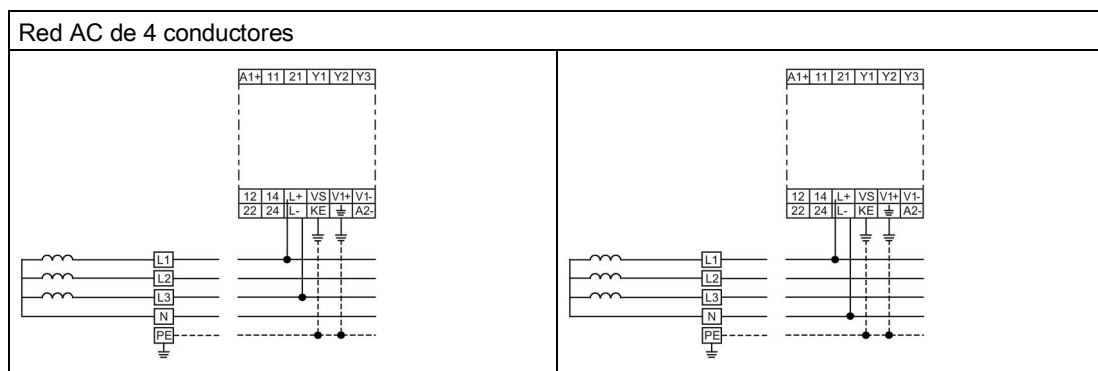 Red AC de 4 conductores
A1+ 11 21 Y1 Y2 Y3
12 14 L+ VS V1+ V1-
22 24 L- KE A2-
L1
L2
L3
N
PE
A1+ 11 21 Y1 Y2 Y3
12 14 L+ VS V1+ V1-
22 24 L- KE A2-
L1
L2
L3
N
PE